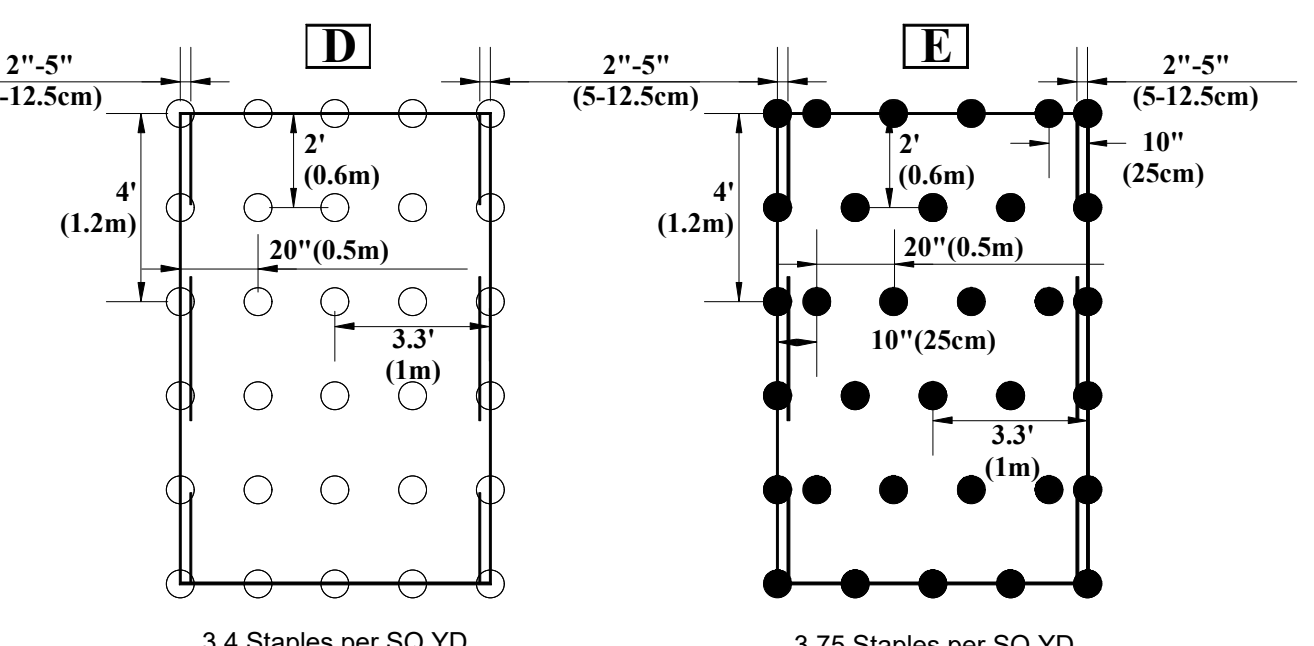 D
E
2"-5"
-12.5cm)
2"-5"
(5-12.5cm)
2"-5"
(5-12.5cm)
2'
(0.6m)
4'
(1.2m)
20"(0.5m)
3.3'
(1m)
2'
(0.6m)
10"
(25cm)
4'
(1.2m)
20"(0.5m)
10"(25cm)
3.3'
(1m)
3.4 Staples per SQ YD
3.75 Staples per SQ YD